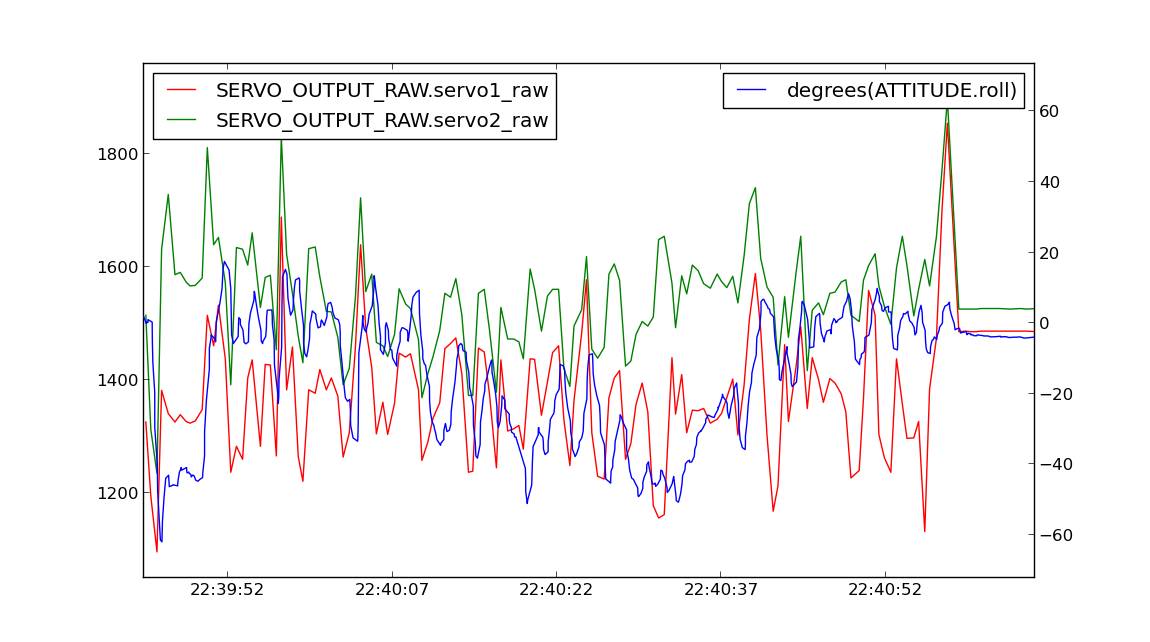 SERVO_OUTPUT_RAW.servo1_raw
SERVO_OUTPUT_RAW.servo2_raw
degrees(ATTITUDE.roll)
1800
1600
1400
1200
60
40
20
0
−20
−40
−60
22:39:52 22:40:07 22:40:22 22:40:37 22:40:52